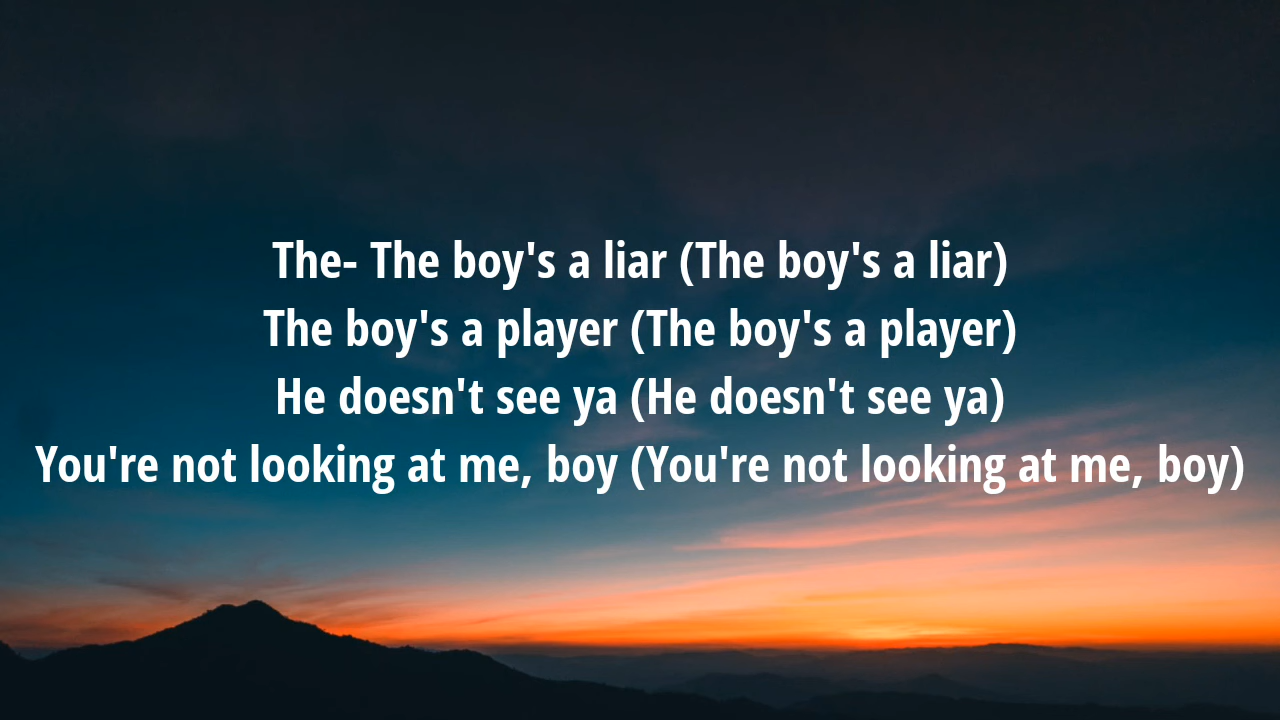 The- The boy's a liar (The boy's a liar)
The boy's a player (The boy's a player)
He doesn't see ya (He doesn't see ya)
You're not looking at me, boy (You're not looking at me, boy)